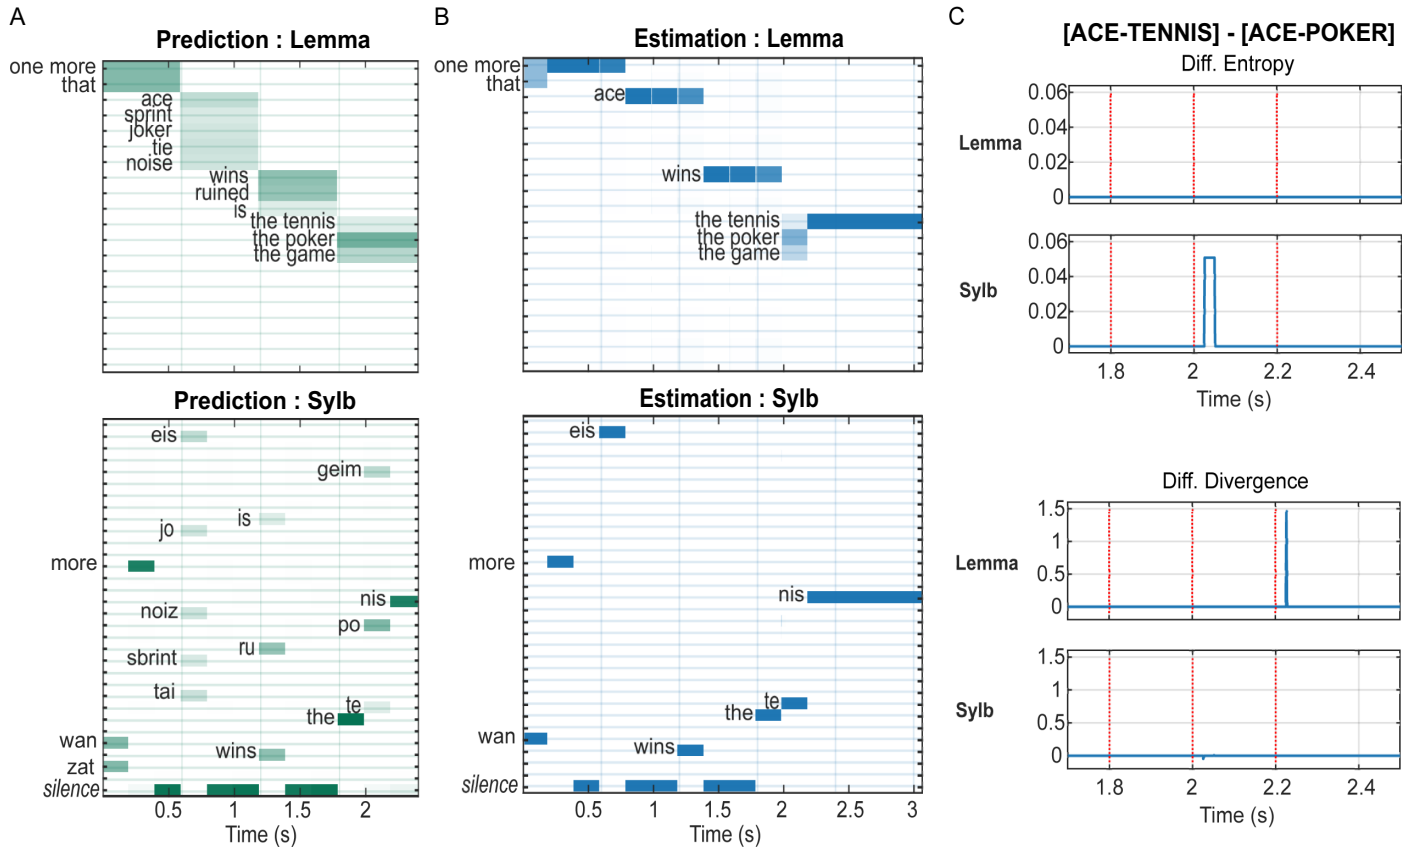 A
Prediction : Lemma
one more
that
ace
sprint
joker
tie
noise
wins
ruined
is
the tennis
the poker
the game
Prediction : Sylb
eis
geim
is
jo
more
nis
noiz
po
ru
sbrint
tai
te
the
wan
wins
zat
silence
0.5
1
1.5
2
Time (s)
B
Estimation : Lemma
one more
that
ace
wins
the tennis
the poker
the game
Estimation : Sylb
eis
more
nis
te
the
wan
wins
silence
0.5
1
1.5
2
2.5
3
Time (s)
C
[ACE-TENNIS] - [ACE-POKER]
Diff. Entropy
Lemma
0.06
0.04
0.02
0
Sylb
0.06
0.04
0.02
0
1.8
2
2.2
2.4
Time (s)
Diff. Divergence
Lemma
1.5
1
0.5
0
Sylb
1.5
1
0.5
0
1.8
2
2.2
2.4
Time (s)